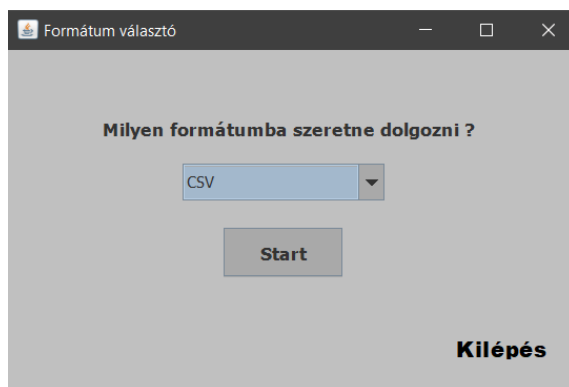 Formátum választó
Milyen formátumba szeretne dolgozni ?
CSV
Start
Kilépés